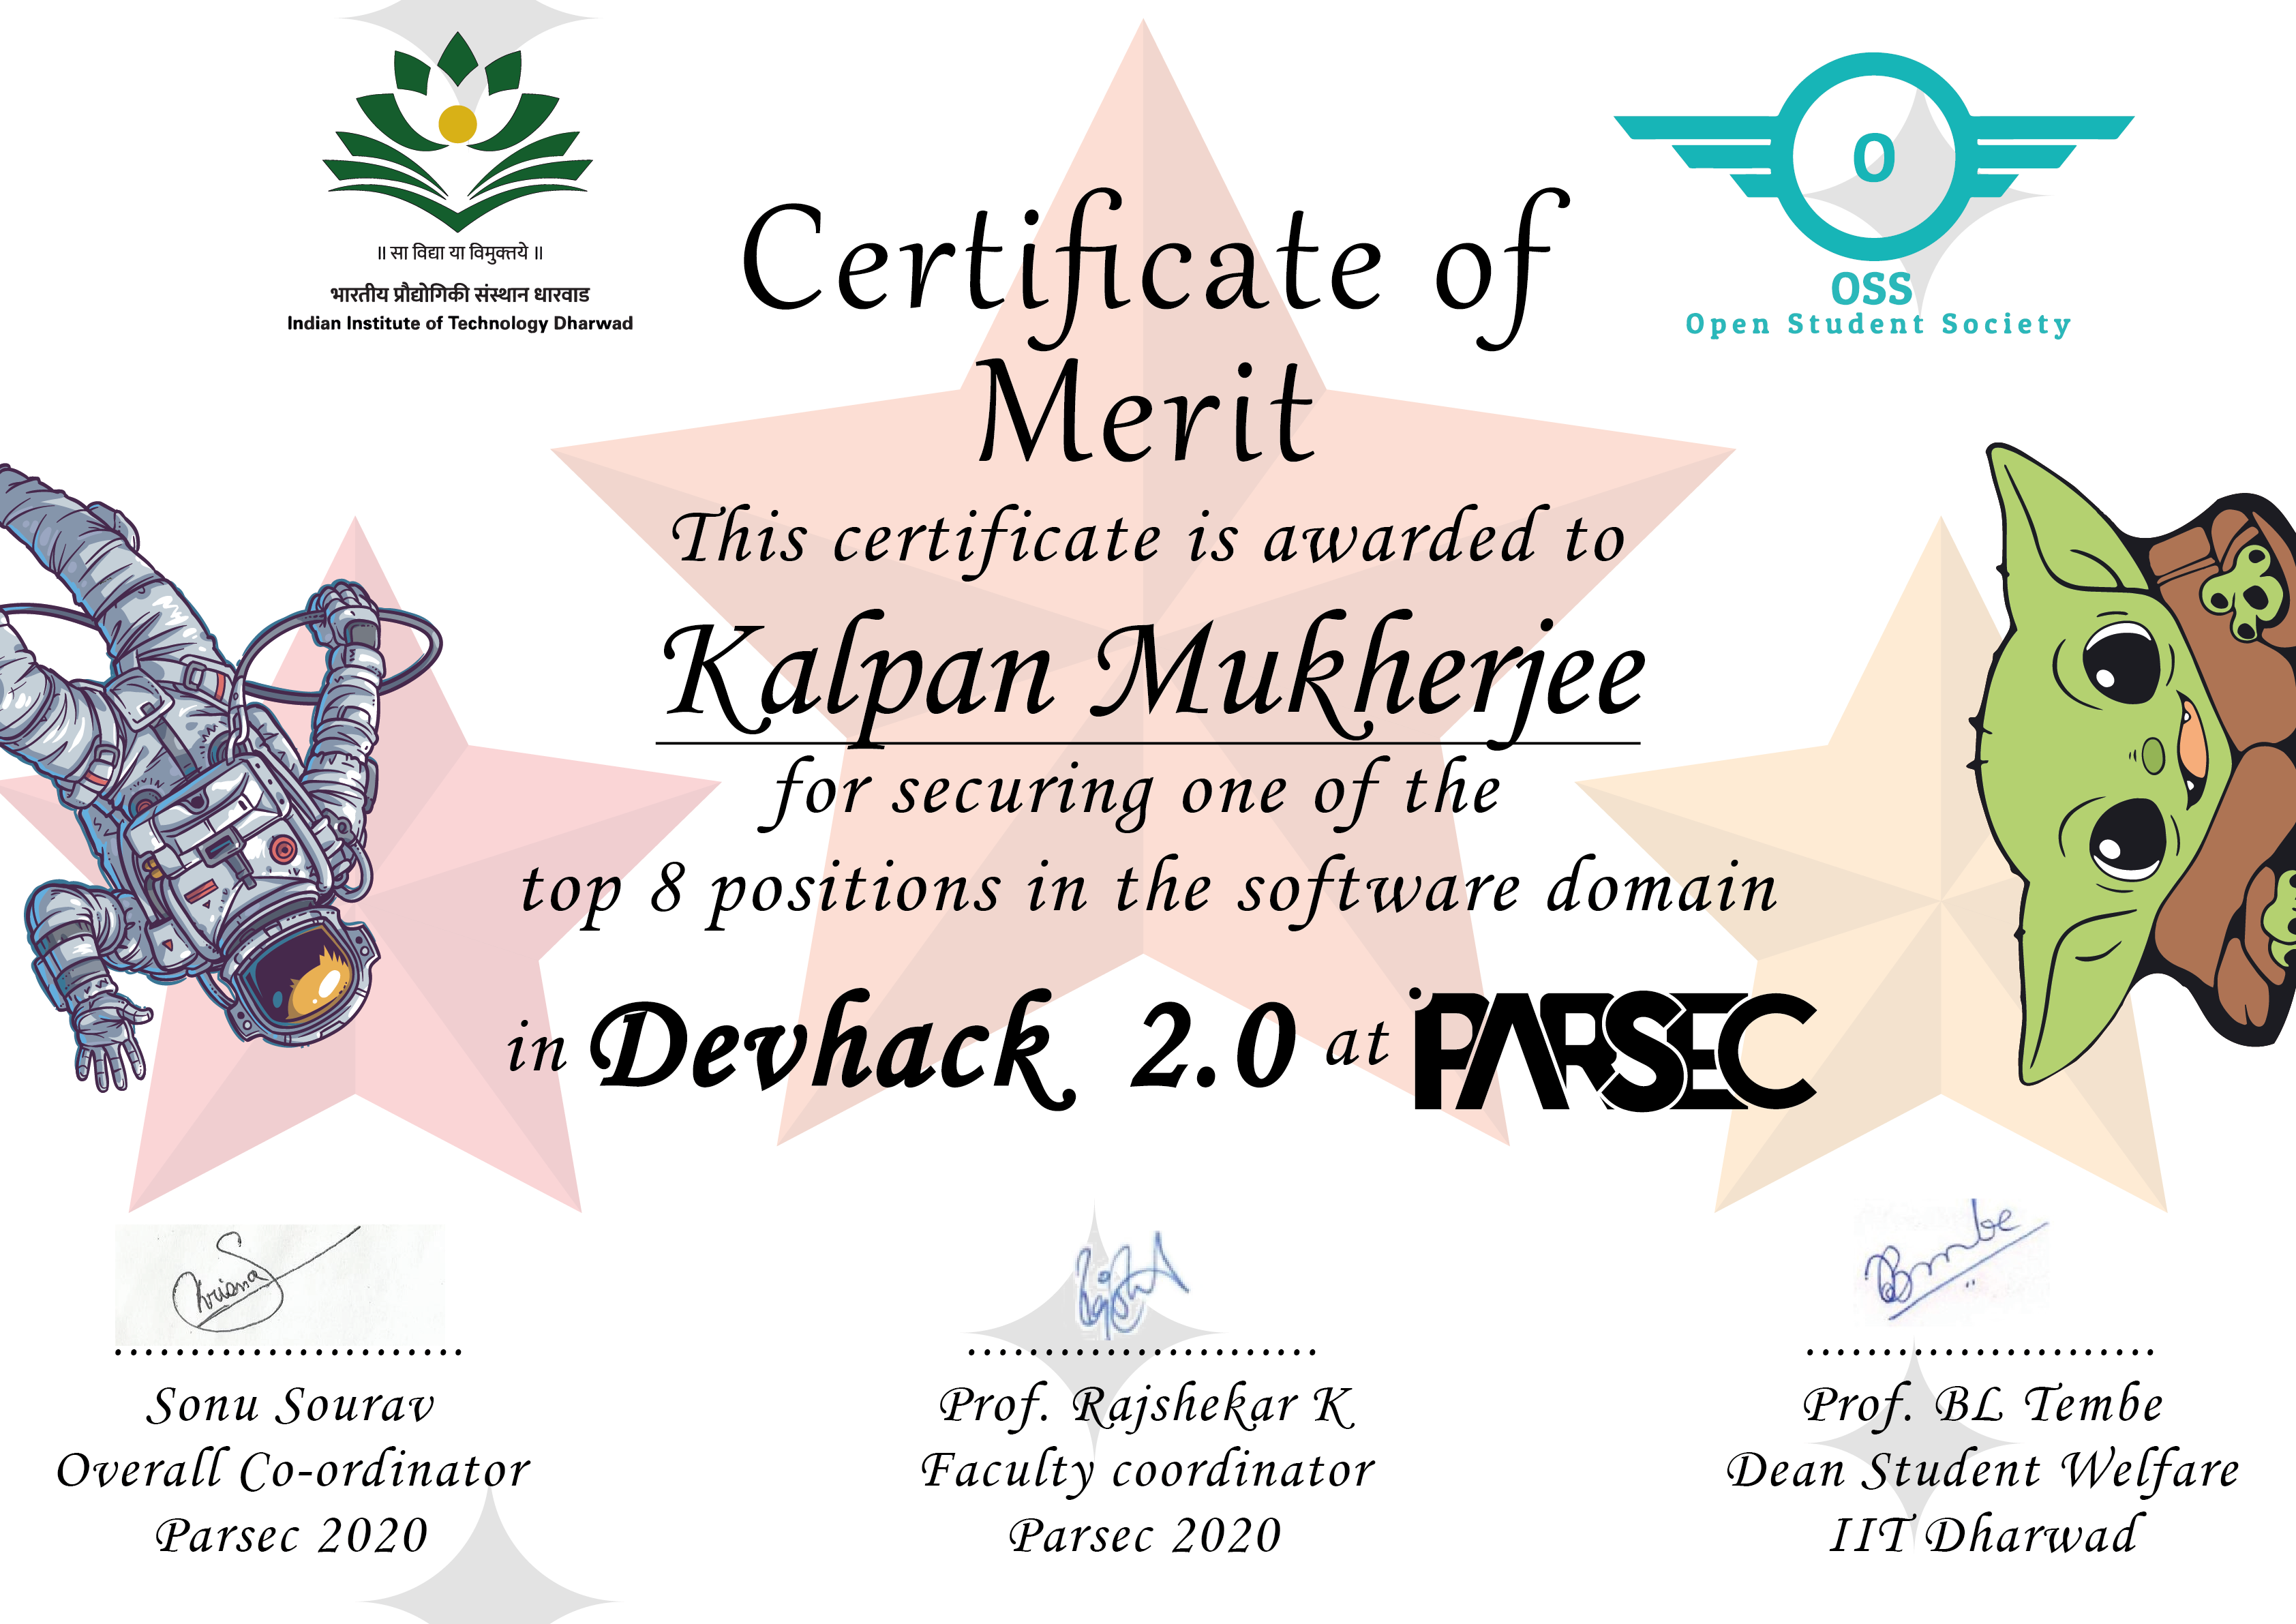 ॥ सा विद्या या विमुक्तये ॥
भारतीय प्रौद्योगिकी संस्थान धारवाड
Indian Institute of Technology Dharwad
O
OSS
Open Student Society
Certificate of
Merit
This certificate is awarded to
Kalpan Mukherjee
for securing one of the
top 8 positions in the software domain
in Devhack 2.0 at PARSEC
Sonu Sourav
Overall Co-ordinator
Parsec 2020
Prof. Rajshekar K
Faculty coordinator
Parsec 2020
Prof. BL Tembe
Dean Student Welfare
IIT Dharwad